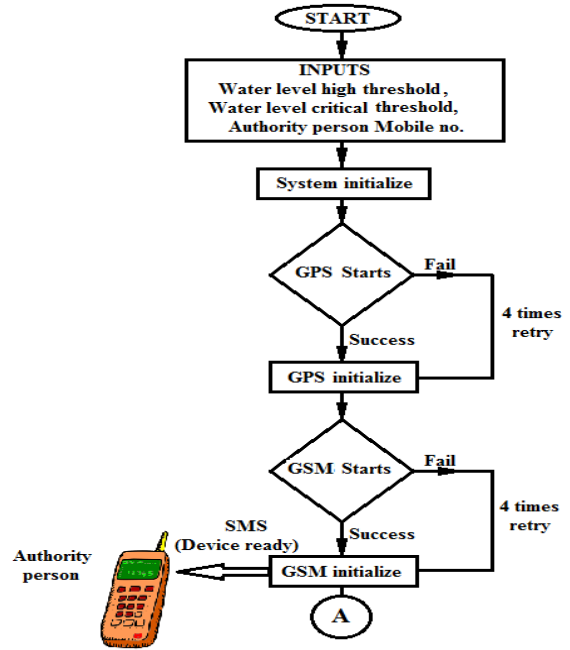 START
INPUTS
Water level high threshold,
Water level critical threshold,
Authority person Mobile no.
System initialize
GPS Starts
Fail
4 times
retry
Success
GPS initialize
GSM Starts
Fail
4 times
retry
Success
SMS
(Device ready)
Authority
person
GSM initialize
A